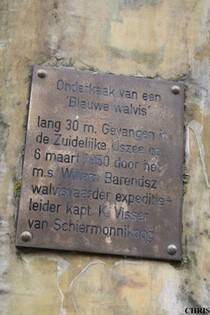 Onderkaak van een
"Blauwe walvis"
lang 30 m. Gevangen in
de Zuidelijke IJszee op
6 maart 1950 door het
m.s. Willem Barendsz
walvisvaarder expeditie-
leider kapt. K. Visser
van Schiermonnikoog
CHRIS